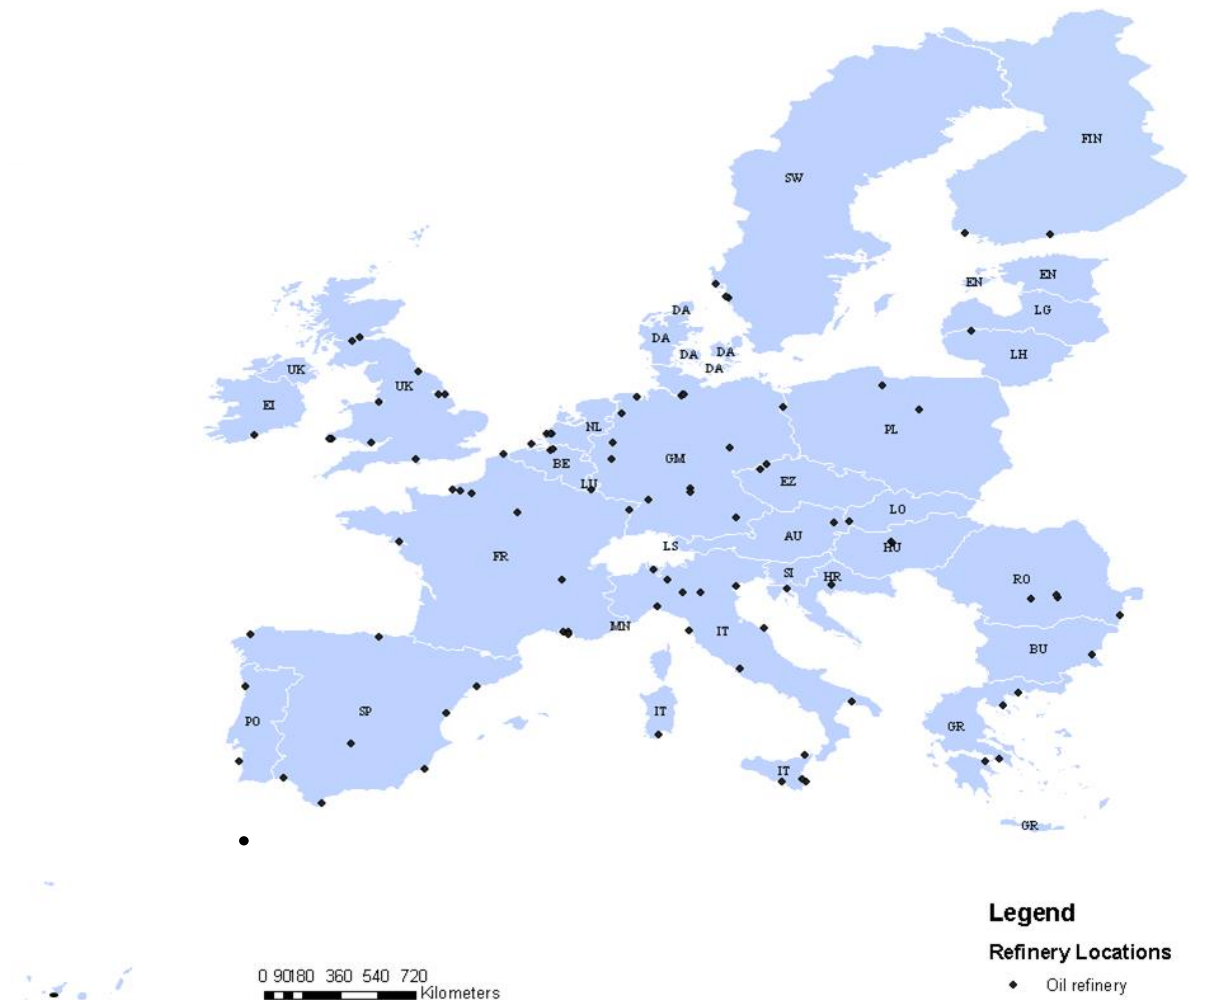 FIN
SW
EN
EN
DA
LG
DA
DA
DA
LH
DA
UK
UK
EI
NL
PL
GM
BE
EZ
LU
LO
AU
LS
HU
FR
SI
HR
RO
MN
IT
BU
SP
IT
PO
GR
IT
GR
Legend
Refinery Locations
0 90180 360 540 720
Kilometers
Oil refinery